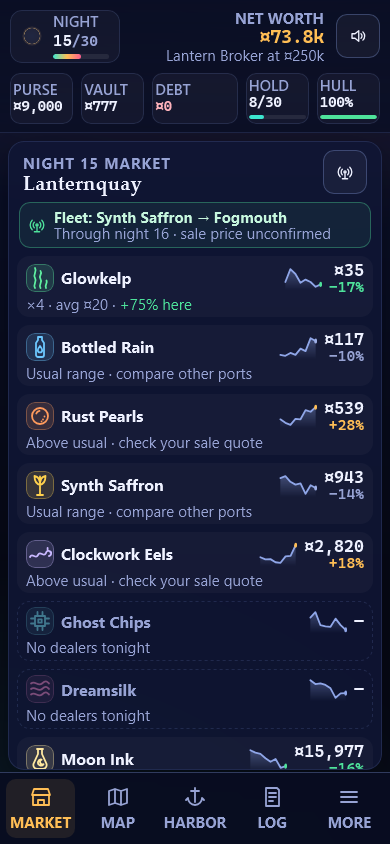 NIGHT
15/30
NET WORTH
¤73.8k
Lantern Broker at ¤250k
PURSE
¤9,000
VAULT
¤777
DEBT
¤0
HOLD
8/30
HULL
100%
NIGHT 15 MARKET
Lanternquay
Fleet: Synth Saffron → Fogmouth
Through night 16 · sale price unconfirmed
Glowkelp
¤35
−17%
×4 · avg ¤20 · +75% here
Bottled Rain
¤117
−10%
Usual range · compare other ports
Rust Pearls
¤539
+28%
Above usual · check your sale quote
Synth Saffron
¤943
−14%
Usual range · compare other ports
Clockwork Eels
¤2,820
+18%
Above usual · check your sale quote
Ghost Chips
—
No dealers tonight
Dreamsilk
—
No dealers tonight
Moon Ink
¤15,977
−16%
MARKET
MAP
HARBOR
LOG
MORE